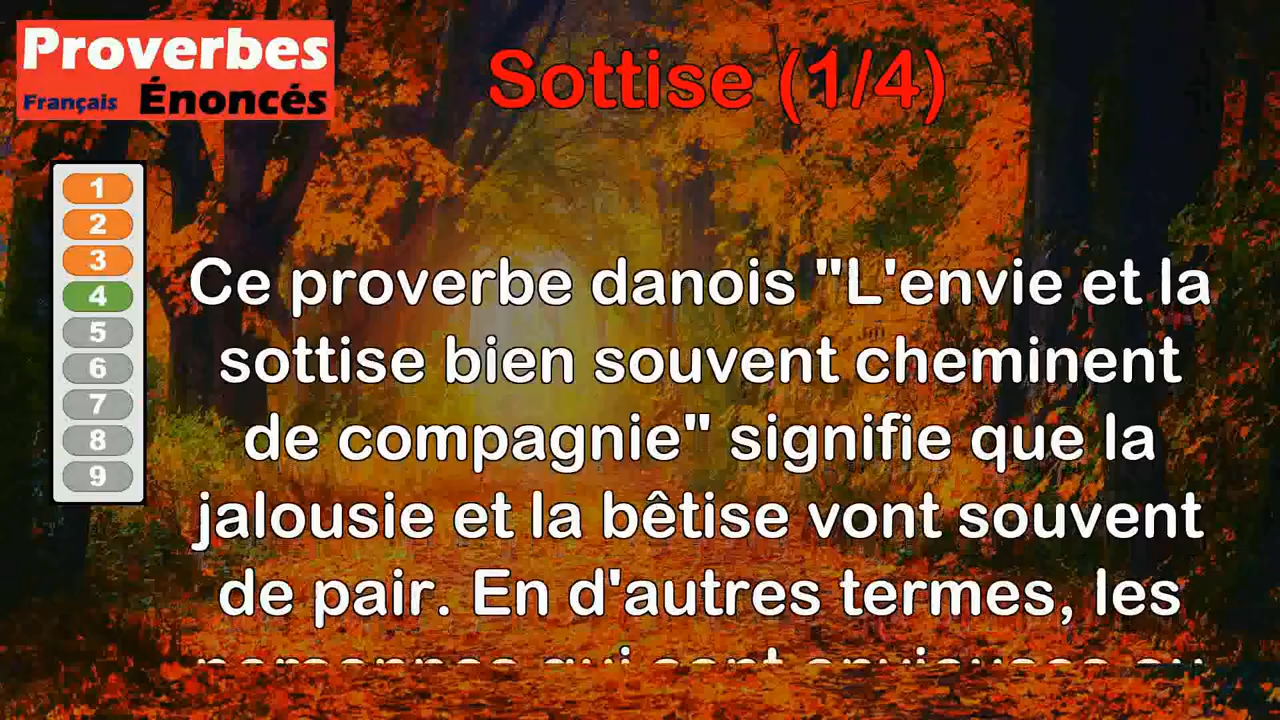 Proverbes
Français Énoncés
Sottise (1/4)
1
2
3
4
5
6
7
8
9
Ce proverbe danois "L'envie et la
sottise bien souvent cheminent
de compagnie" signifie que la
jalousie et la bêtise vont souvent
de pair. En d'autres termes, les